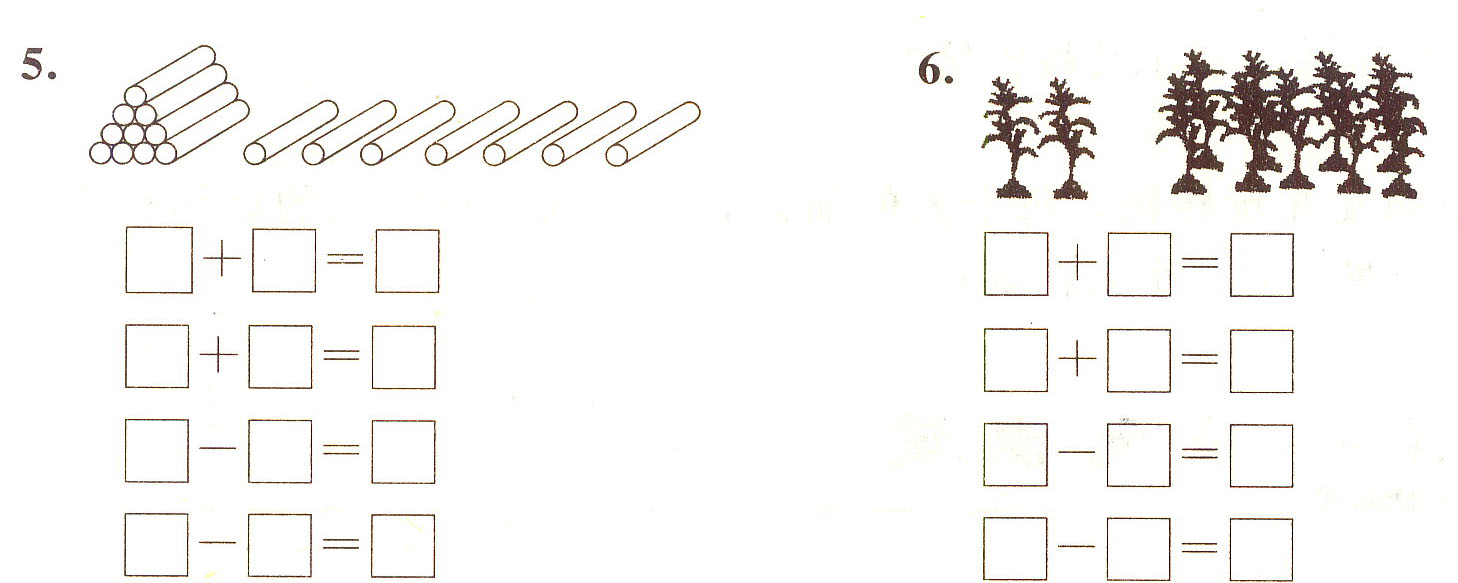 5.
6.
□ + □ = □
□ + □ = □
□ + □ = □
□ + □ = □
□ − □ = □
□ − □ = □
□ − □ = □
□ − □ = □